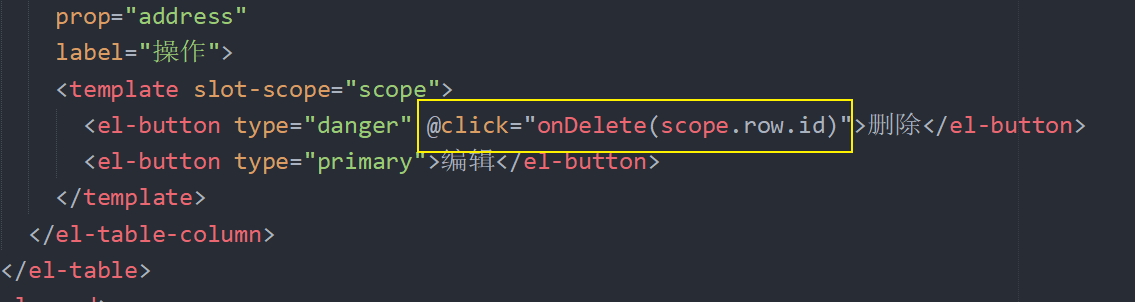 prop="address"
label="操作">
<template slot-scope="scope">
<el-button type="danger" @click="onDelete(scope.row.id)">删除</el-button>
<el-button type="primary">编辑</el-button>
</template>
</el-table-column>
</el-table>